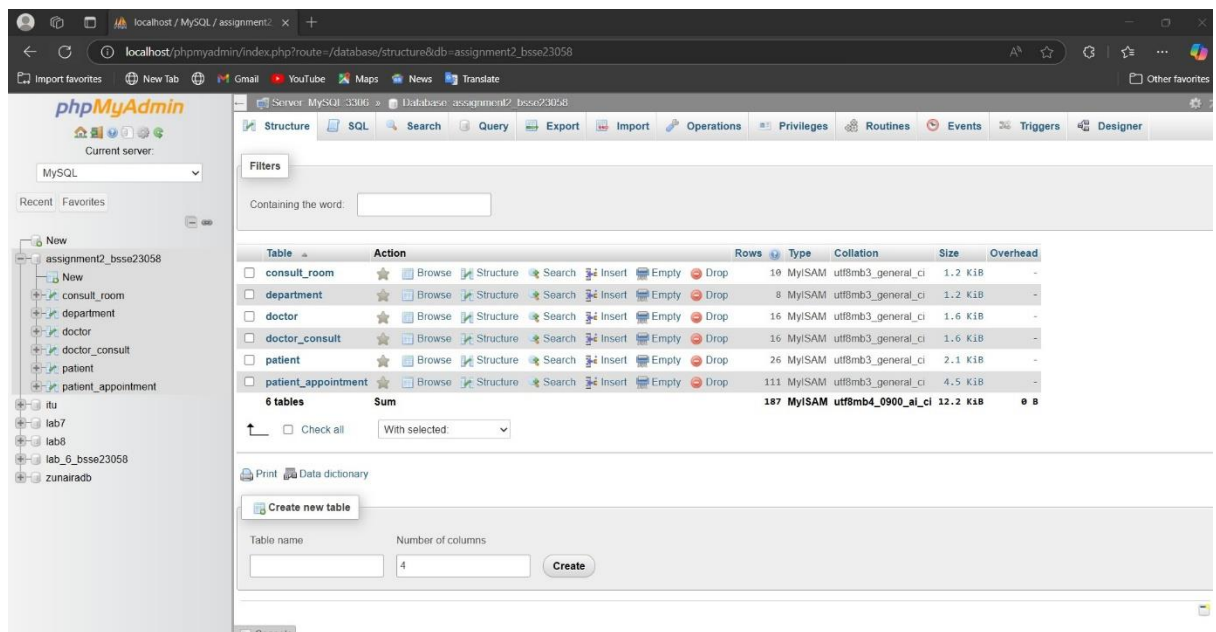 localhost / MySQL / assignment2_
localhost/phpmyadmin/index.php?route=/database/structure&db=assignment2_bsse23058
Import favorites New Tab Gmail YouTube Maps News Translate Other favorites
phpMyAdmin
Current server:
MySQL
Recent Favorites
New
assignment2_bsse23058
New
consult_room
department
doctor
doctor_consult
patient
patient_appointment
itu
lab7
lab8
lab_6_bsse23058
zunairadb
Server: MySQL:3306 » Database: assignment2_bsse23058
Structure SQL Search Query Export Import Operations Privileges Routines Events Triggers Designer
Filters
Containing the word:
Table Action Rows Type Collation Size Overhead
consult_room Browse Structure Search Insert Empty Drop 10 MyISAM utf8mb3_general_ci 1.2 KiB -
department Browse Structure Search Insert Empty Drop 8 MyISAM utf8mb3_general_ci 1.2 KiB -
doctor Browse Structure Search Insert Empty Drop 16 MyISAM utf8mb3_general_ci 1.6 KiB -
doctor_consult Browse Structure Search Insert Empty Drop 16 MyISAM utf8mb3_general_ci 1.6 KiB -
patient Browse Structure Search Insert Empty Drop 26 MyISAM utf8mb3_general_ci 2.1 KiB -
patient_appointment Browse Structure Search Insert Empty Drop 111 MyISAM utf8mb3_general_ci 4.5 KiB -
6 tables Sum 187 MyISAM utf8mb4_0900_ai_ci 12.2 KiB 0 B
Check all With selected:
Print Data dictionary
Create new table
Table name Number of columns
4 Create